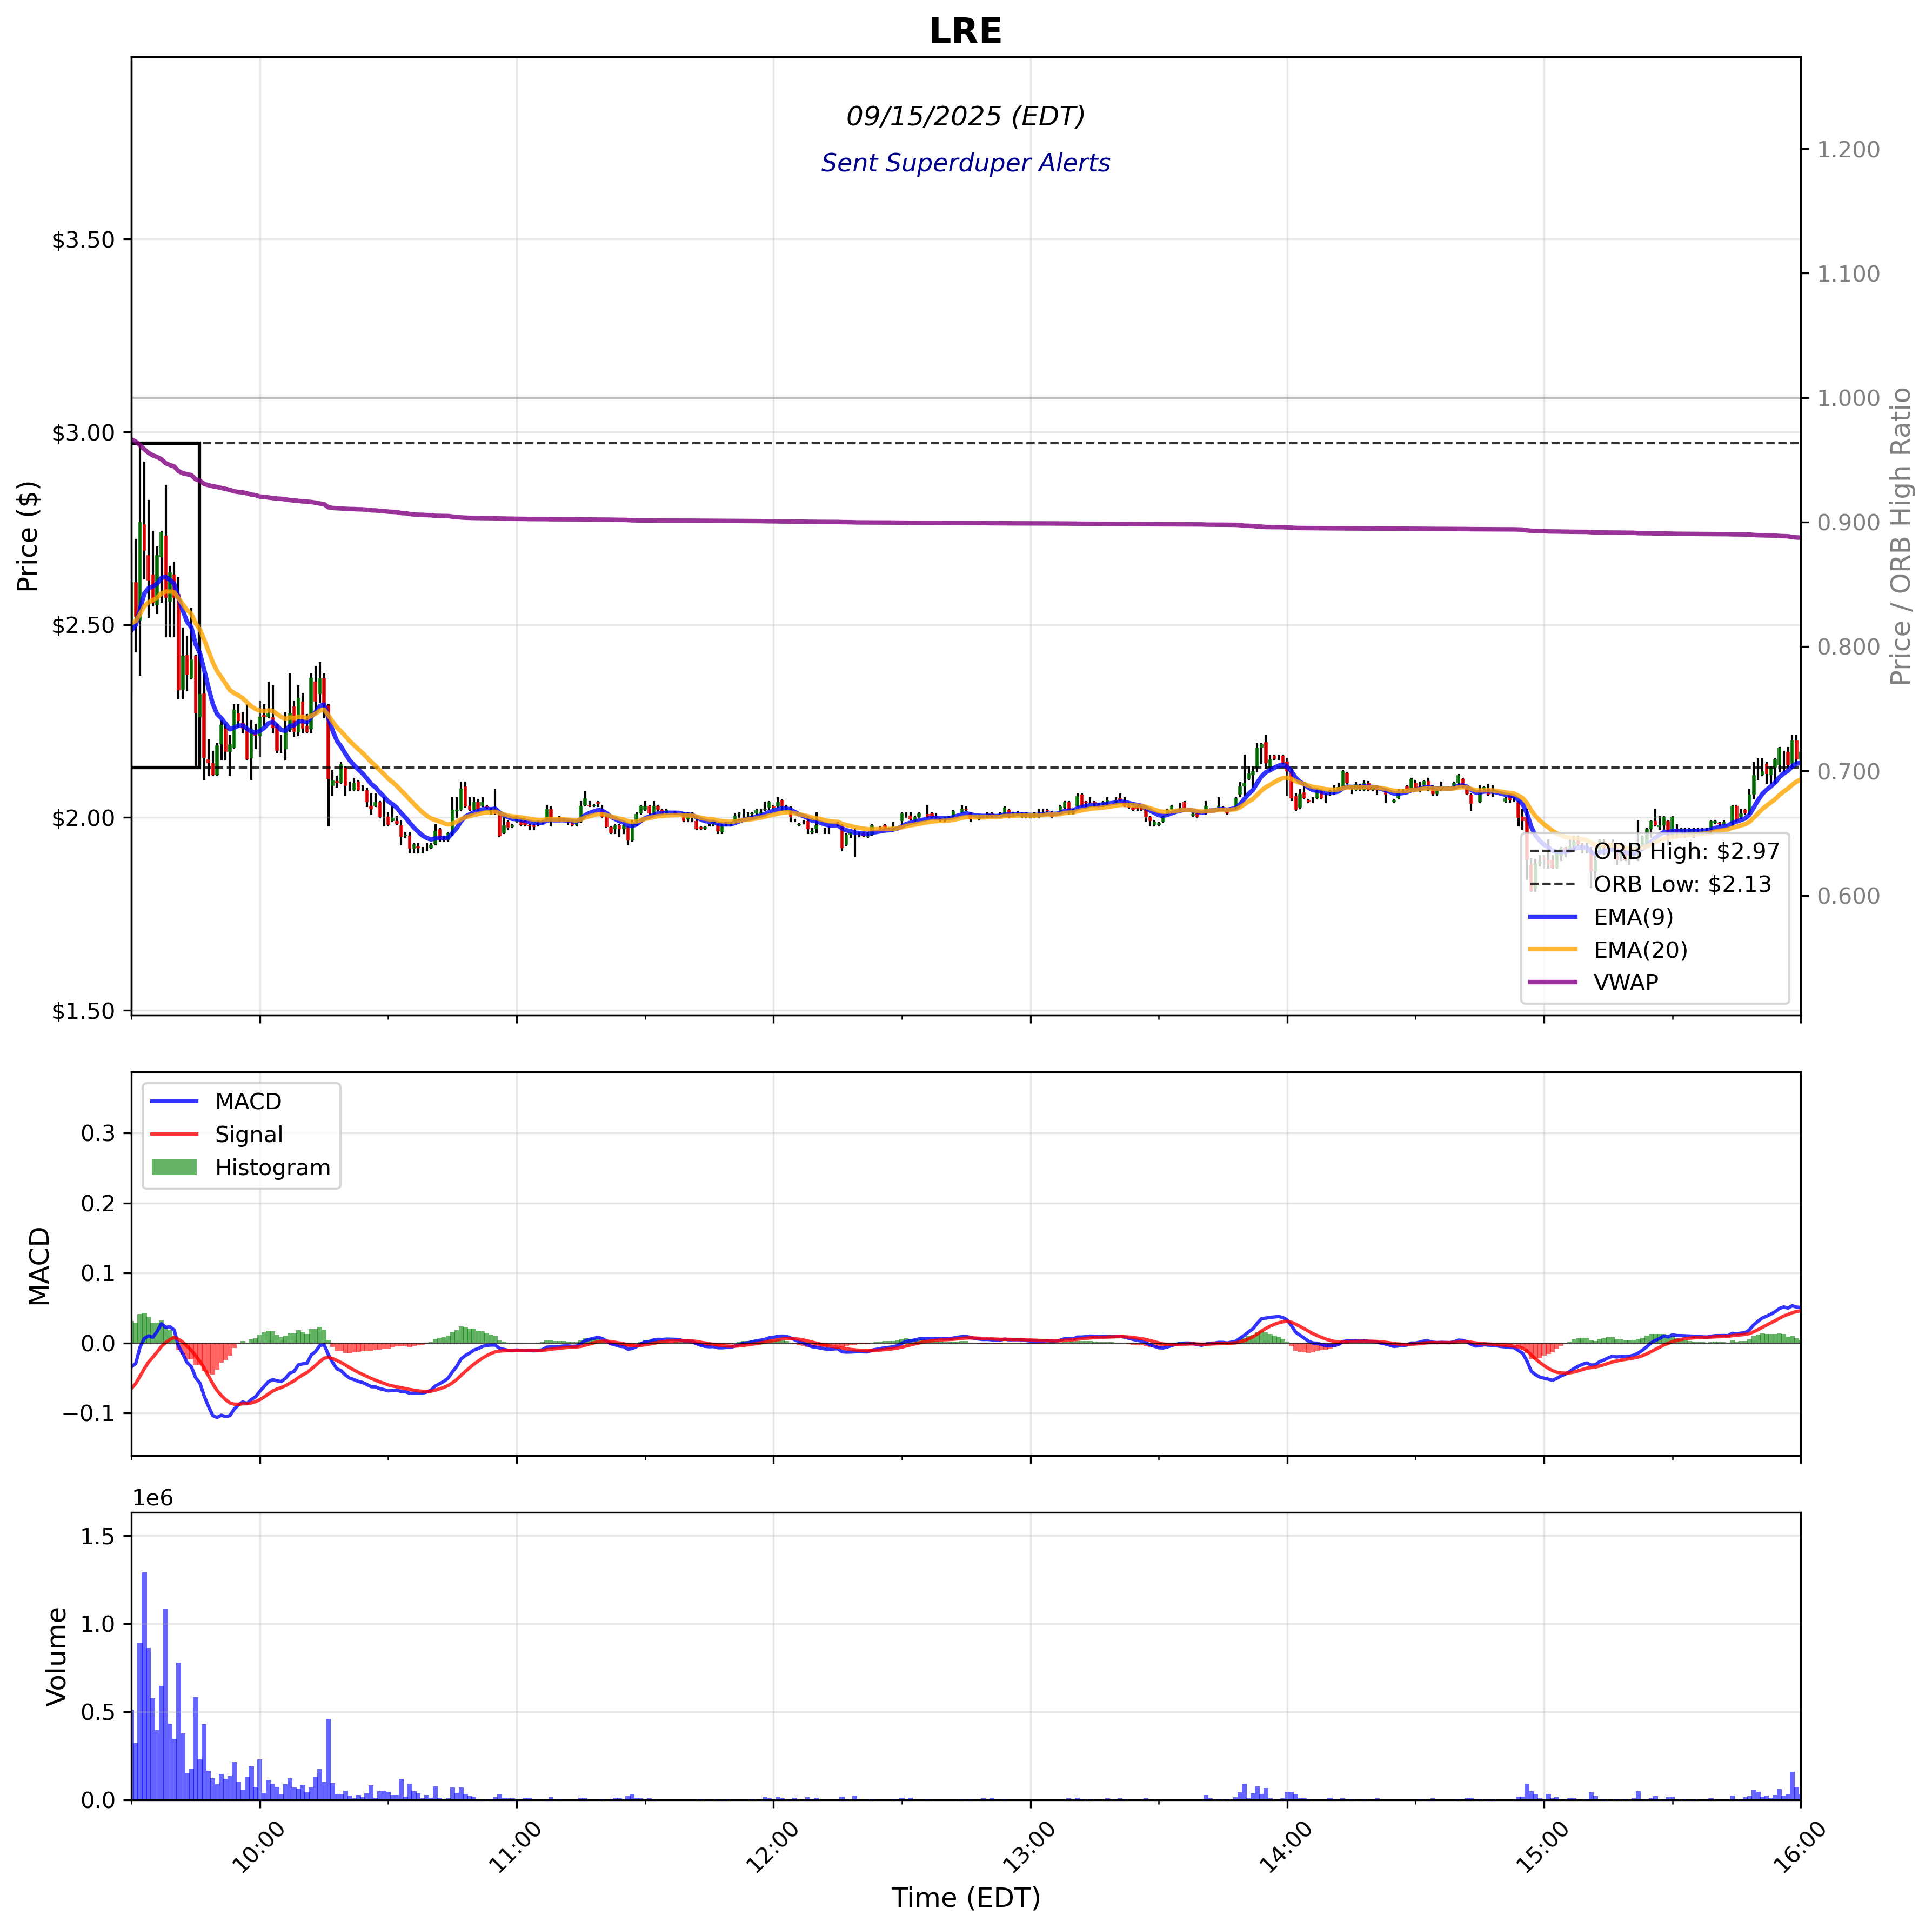 LRE
09/15/2025 (EDT)
Sent Superduper Alerts
Price ($)
$3.50
$3.00
$2.50
$2.00
$1.50
1.200
1.100
1.000
0.900
0.800
0.700
0.600
Price / ORB High Ratio
ORB High: $2.97
ORB Low: $2.13
EMA(9)
EMA(20)
VWAP
MACD
0.3
0.2
0.1
0.0
−0.1
MACD
Signal
Histogram
1e6
Volume
1.5
1.0
0.5
0.0
10:00
11:00
12:00
13:00
14:00
15:00
16:00
Time (EDT)